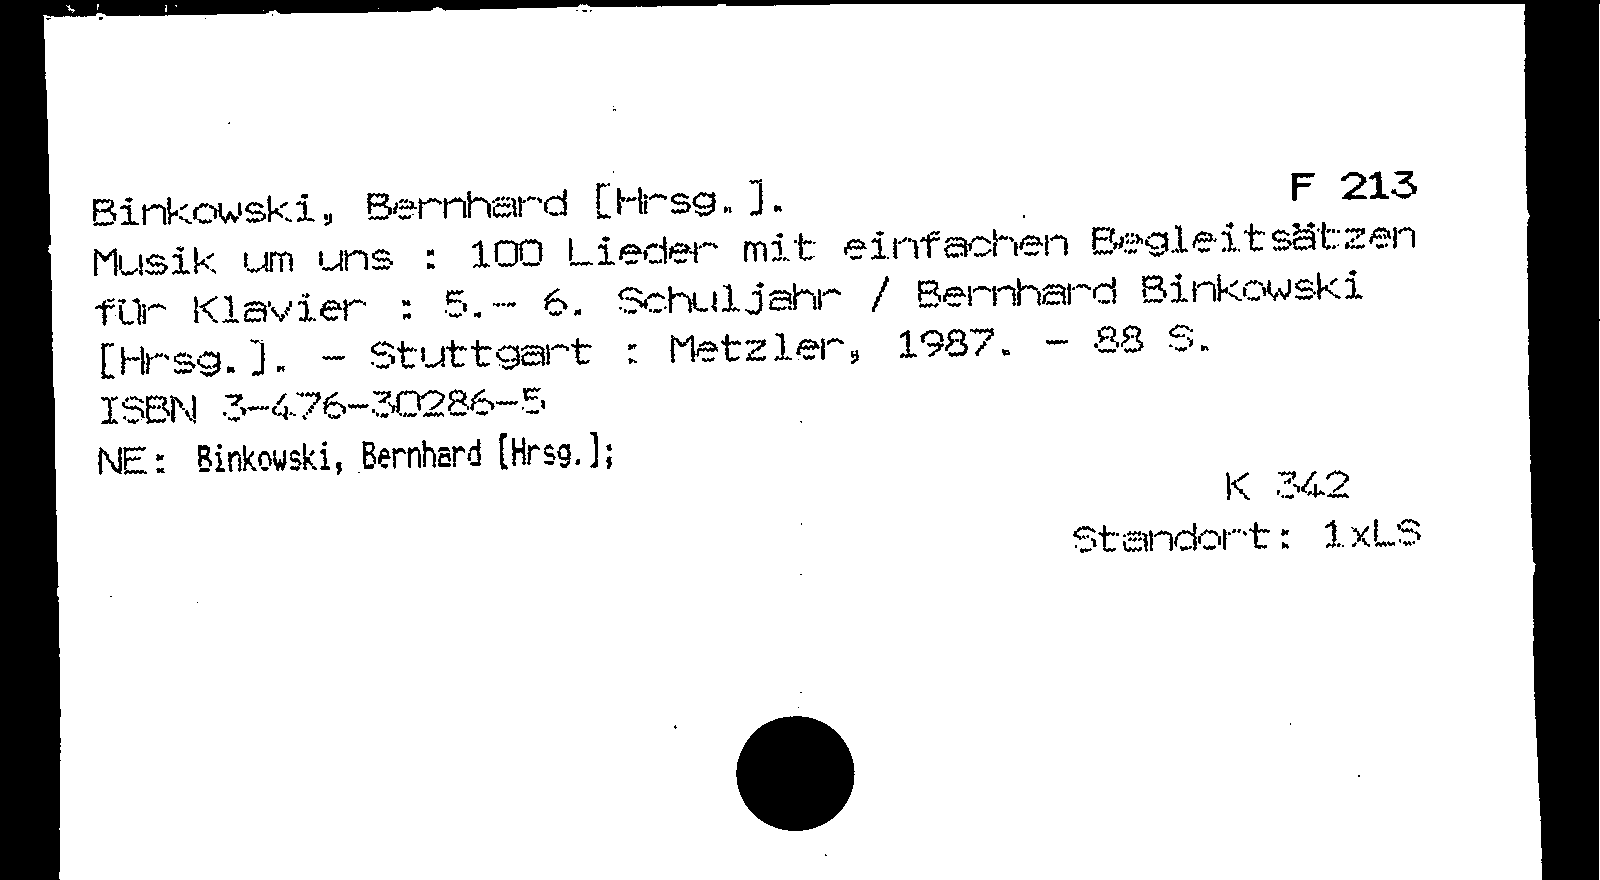 F 213
Binkowski, Bernhard [Hrsg.].
Musik um uns : 100 Lieder mit einfachen Begleitsätzen
für Klavier : 5.- 6. Schuljahr / Bernhard Binkowski
[Hrsg.]. - Stuttgart : Metzler, 1987. - 88 S.
ISBN 3-476-30286-5
NE: Binkowski, Bernhard [Hrsg.];
K 342
Standort: 1xLS